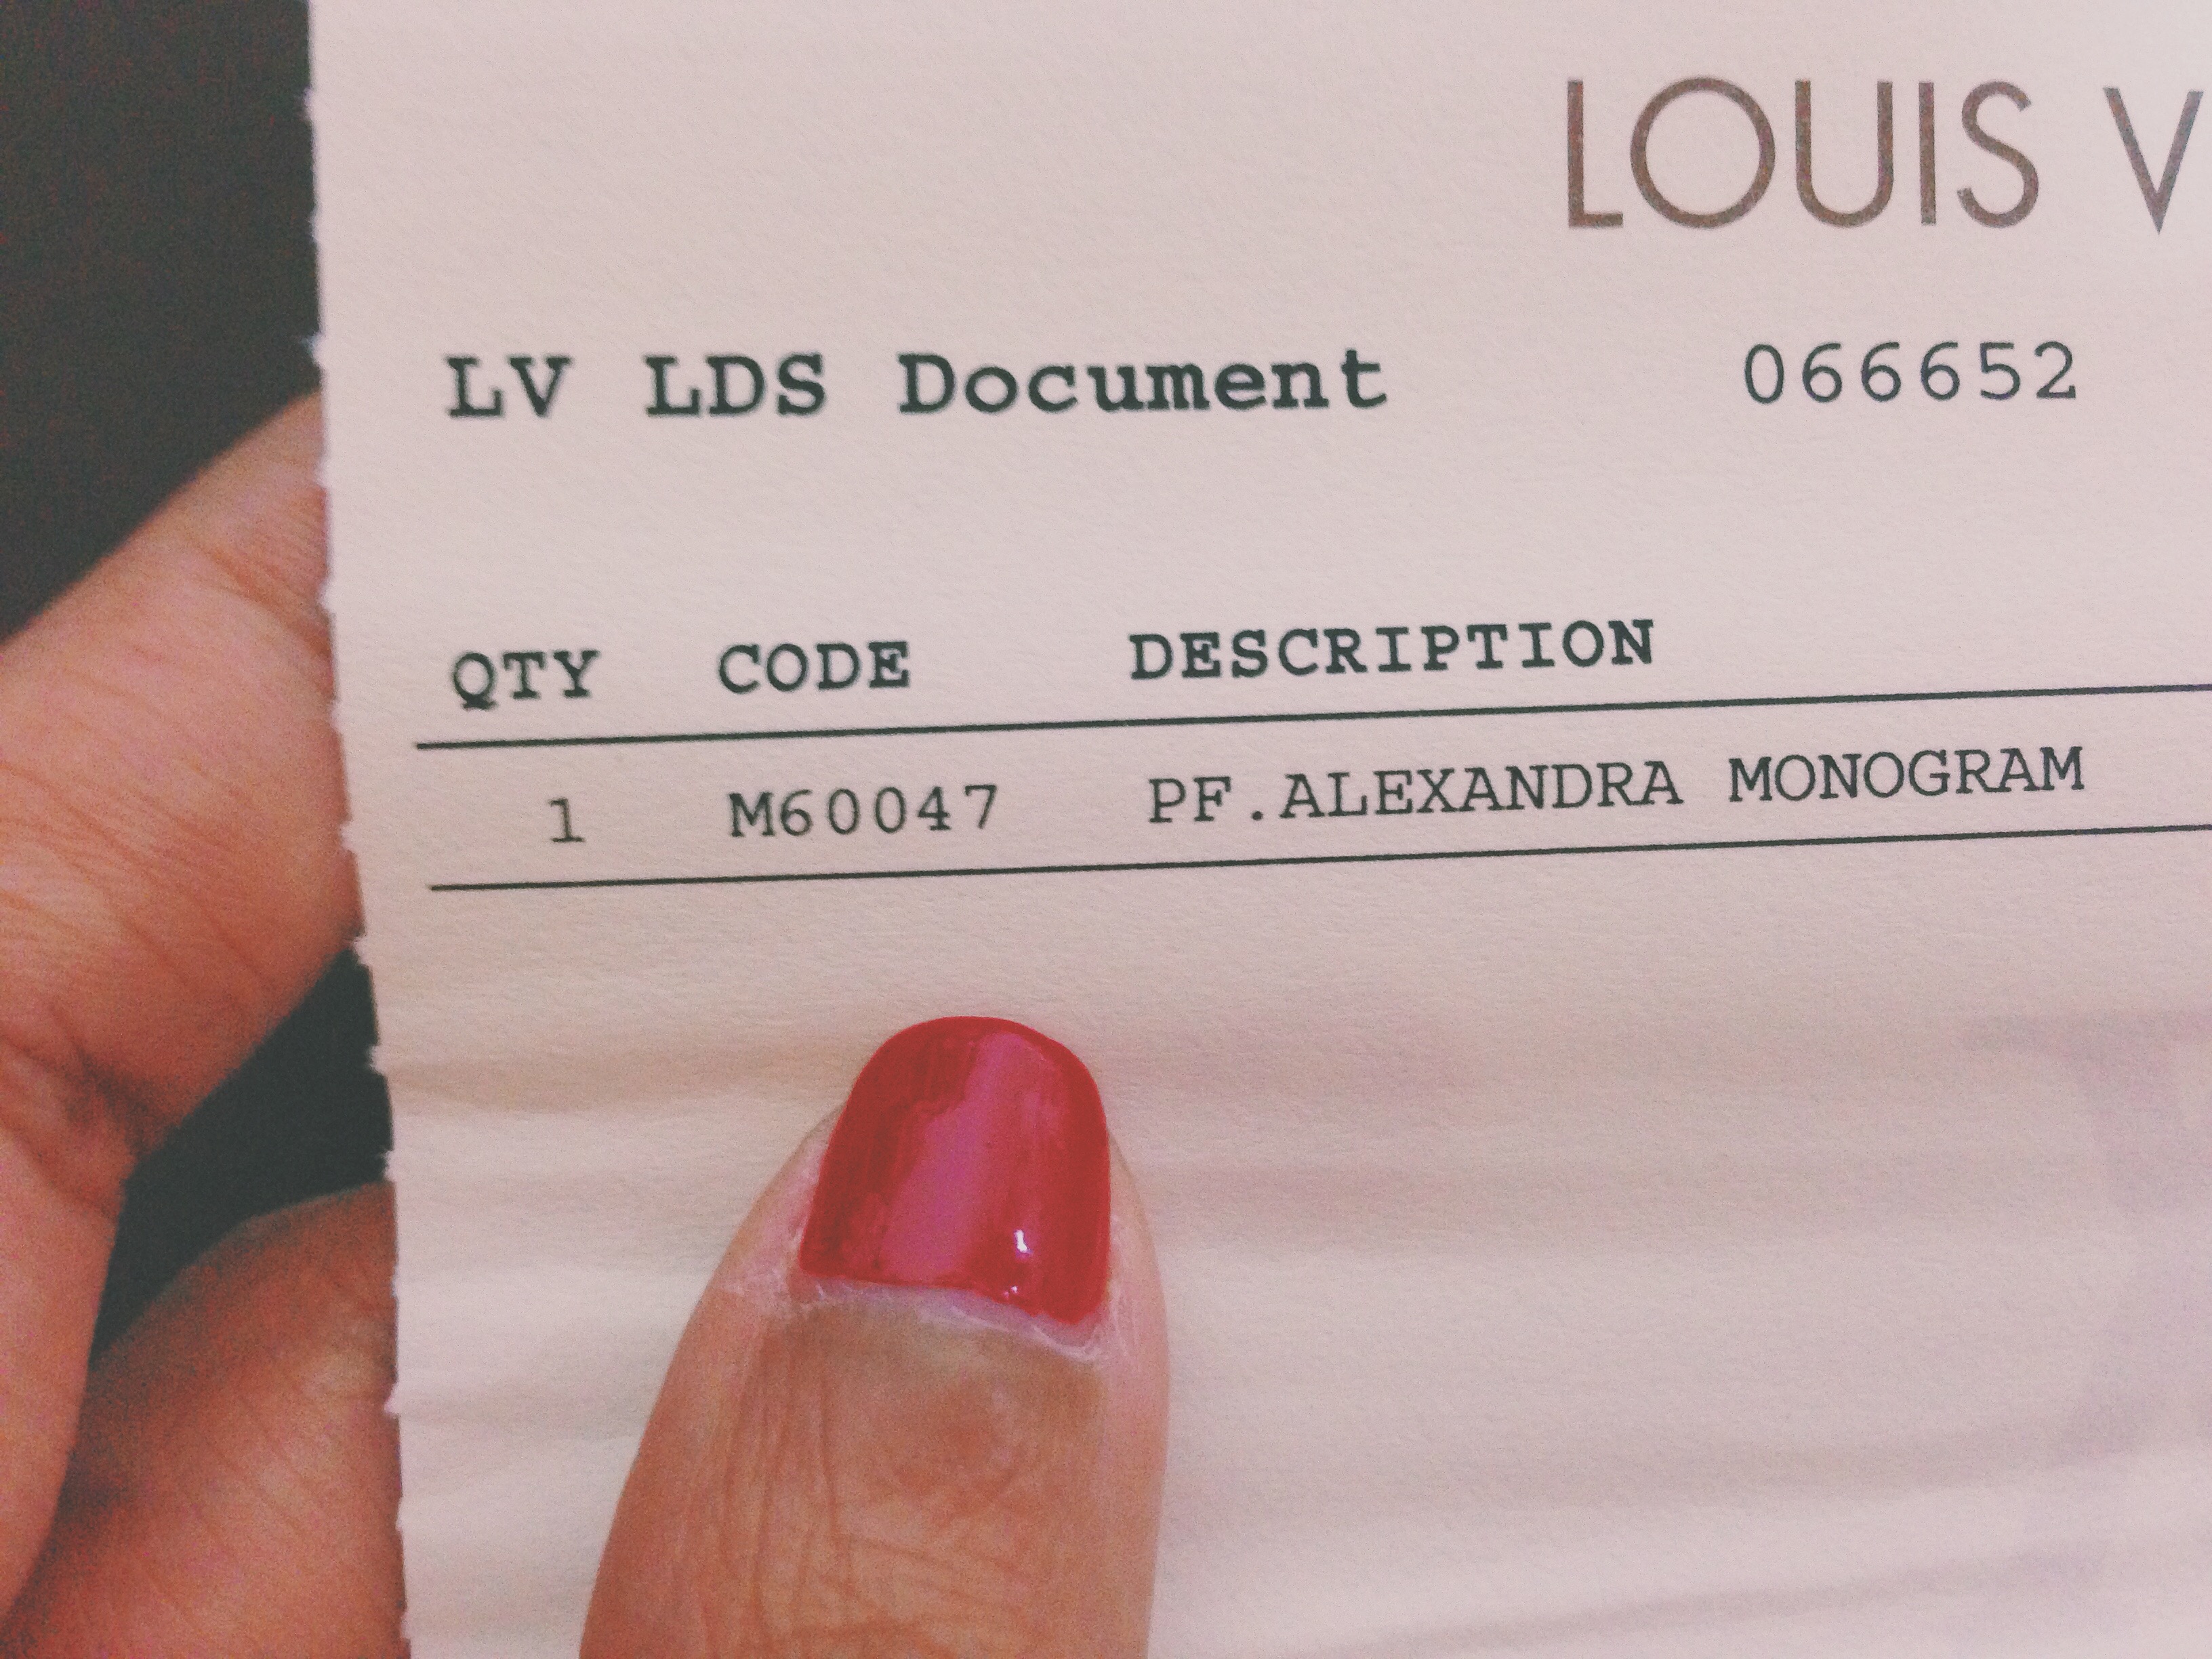 LOUIS V
LV LDS Document 066652
QTY CODE DESCRIPTION
1 M60047 PF.ALEXANDRA MONOGRAM